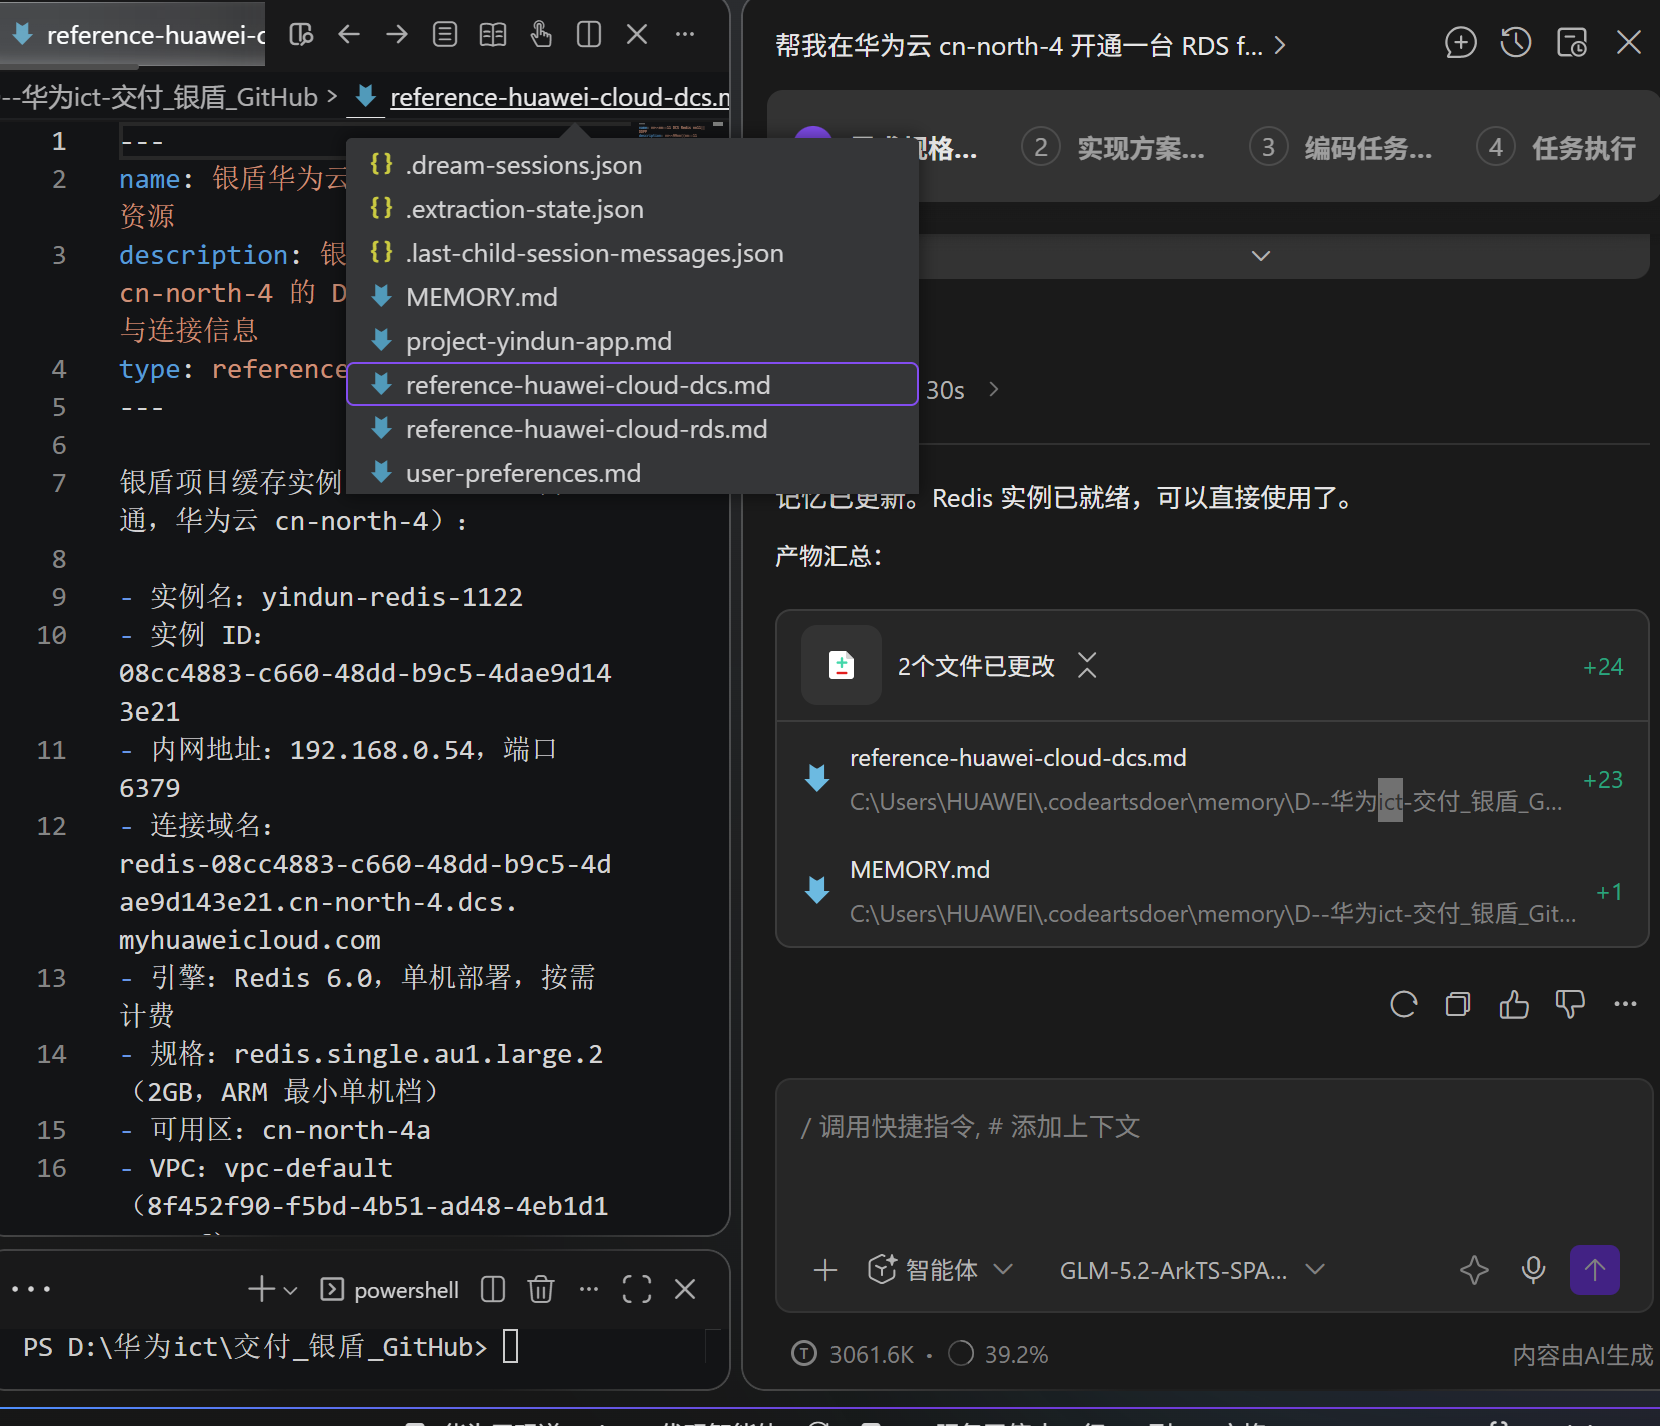 reference-huawei-c
--华为ict-交付_银盾_GitHub > reference-huawei-cloud-dcs.m
1 ---
2 name: 银盾华为云
资源
3 description: 银
cn-north-4 的 D
与连接信息
4 type: reference
5 ---
6
7 银盾项目缓存实例
通，华为云 cn-north-4）：
8
9 - 实例名：yindun-redis-1122
10 - 实例 ID：
08cc4883-c660-48dd-b9c5-4dae9d14
3e21
11 - 内网地址：192.168.0.54，端口
6379
12 - 连接域名：
redis-08cc4883-c660-48dd-b9c5-4d
ae9d143e21.cn-north-4.dcs.
myhuaweicloud.com
13 - 引擎：Redis 6.0，单机部署，按需
计费
14 - 规格：redis.single.au1.large.2
（2GB，ARM 最小单机档）
15 - 可用区：cn-north-4a
16 - VPC：vpc-default
（8f452f90-f5bd-4b51-ad48-4eb1d1
{} .dream-sessions.json
{} .extraction-state.json
{} .last-child-session-messages.json
MEMORY.md
project-yindun-app.md
reference-huawei-cloud-dcs.md
reference-huawei-cloud-rds.md
user-preferences.md
powershell
PS D:\华为ict\交付_银盾_GitHub>
帮我在华为云 cn-north-4 开通一台 RDS f... >
规格...
2 实现方案...
3 编码任务...
4 任务执行
30s >
记忆已更新。Redis 实例已就绪，可以直接使用了。
产物汇总：
2个文件已更改 +24
reference-huawei-cloud-dcs.md
C:\Users\HUAWEI\.codeartsdoer\memory\D--华为ict-交付_银盾_G... +23
MEMORY.md
C:\Users\HUAWEI\.codeartsdoer\memory\D--华为ict-交付_银盾_Git... +1
/ 调用快捷指令, # 添加上下文
智能体 GLM-5.2-ArkTS-SPA...
3061.6K · 39.2%
内容由AI生成